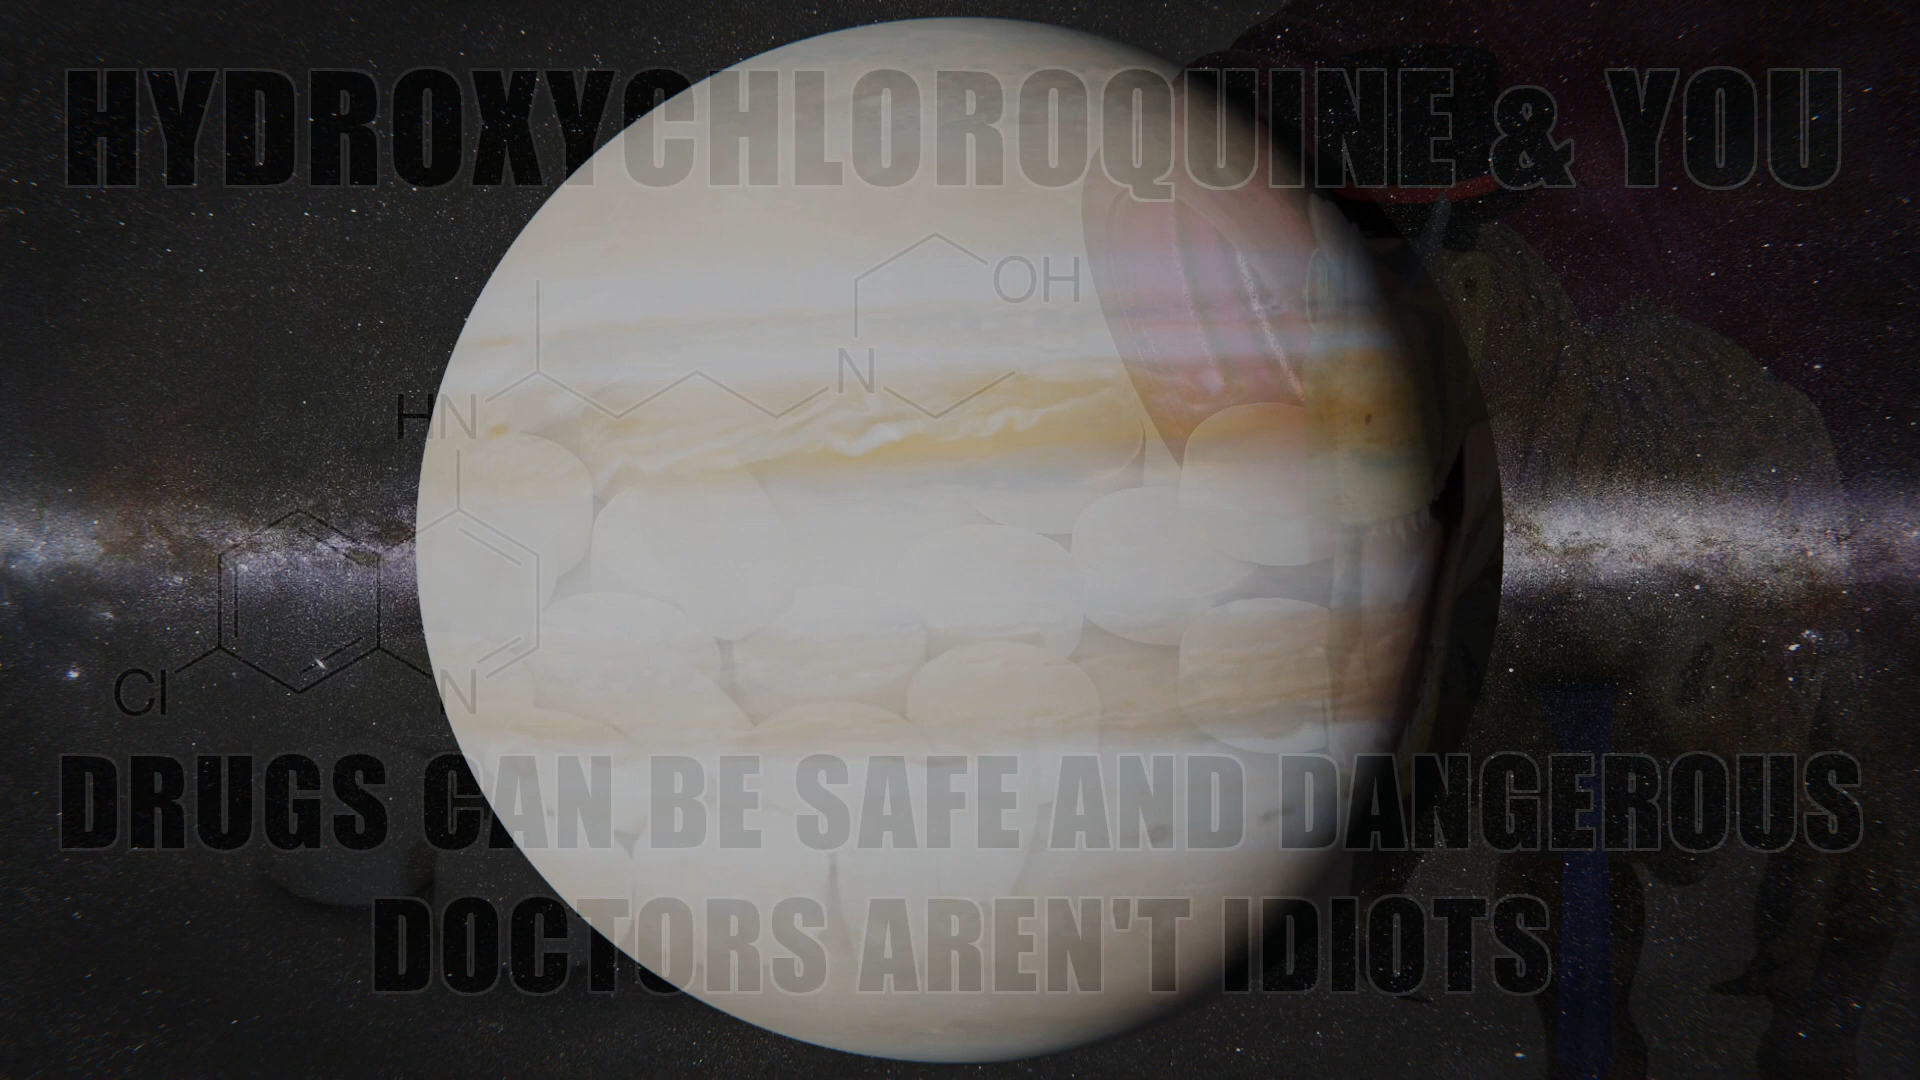 HYDROXYCHLOROQUINE & YOU
OH
N
HN
Cl
N
DRUGS CAN BE SAFE AND DANGEROUS
DOCTORS AREN'T IDIOTS